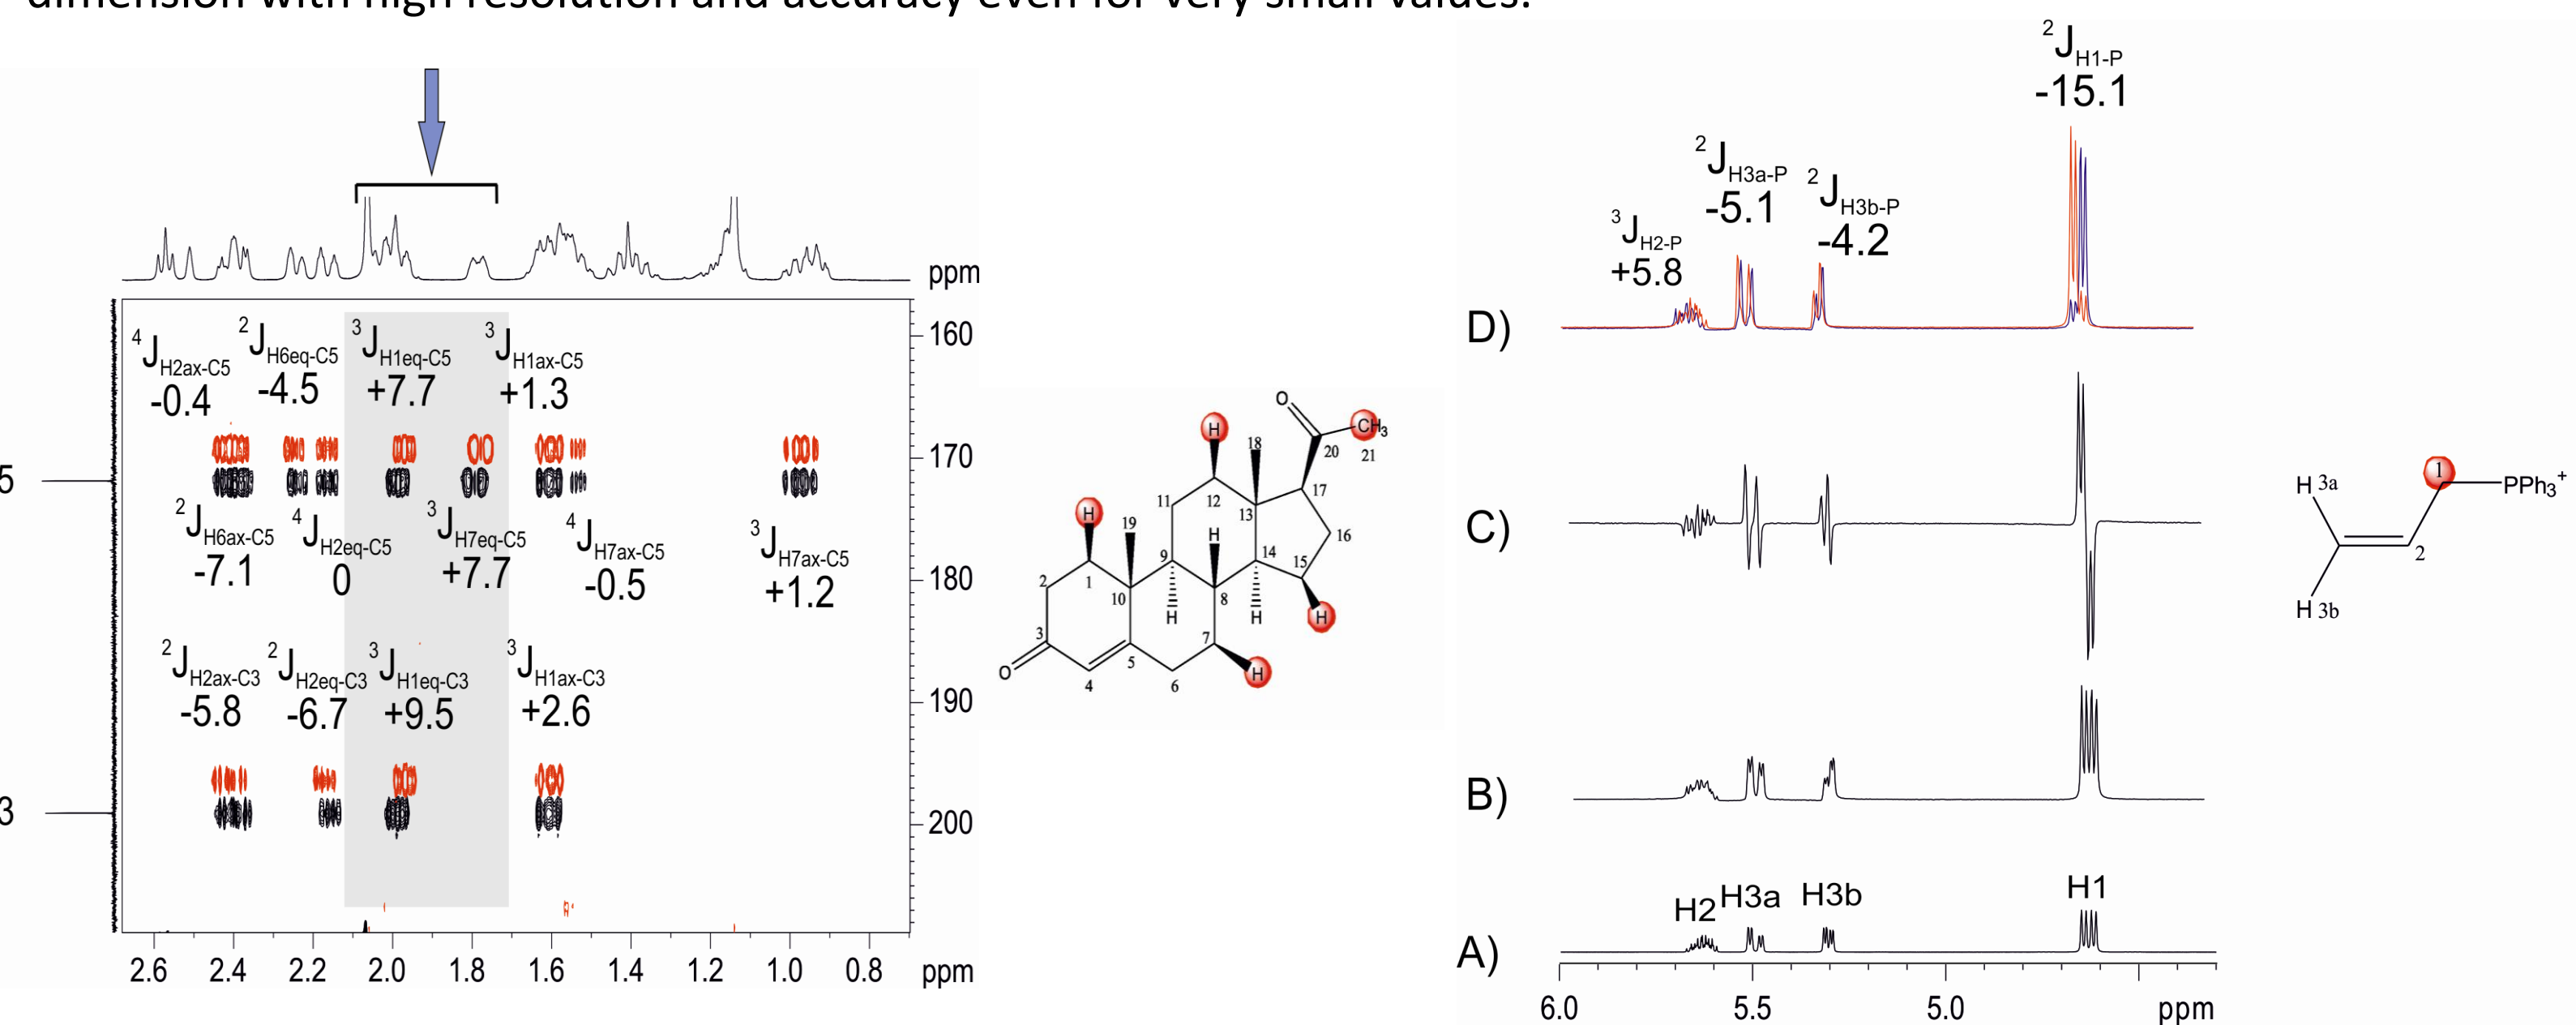 dimension with high resolution and accuracy even for very small values.
ppm
4JH2ax-C5
-0.4
2JH6eq-C5
-4.5
3JH1eq-C5
+7.7
3JH1ax-C5
+1.3
160
170
5
2JH6ax-C5
-7.1
4JH2eq-C5
0
3JH7eq-C5
+7.7
4JH7ax-C5
-0.5
3JH7ax-C5
+1.2
180
2JH2ax-C3
-5.8
2JH2eq-C3
-6.7
3JH1eq-C3
+9.5
3JH1ax-C3
+2.6
190
3
200
2.6 2.4 2.2 2.0 1.8 1.6 1.4 1.2 1.0 0.8 ppm
O
CH3
20
21
H
18
12
17
11
13
16
H
19
H
14
15
9
2
1
10
8
H
H
H
H
3
7
O
5
4
6
H
2JH1-P
-15.1
2JH3a-P
-5.1
2JH3b-P
-4.2
3JH2-P
+5.8
D)
C)
B)
H2 H3a H3b H1
A)
6.0 5.5 5.0 ppm
1
H 3a
PPh3+
2
H 3b